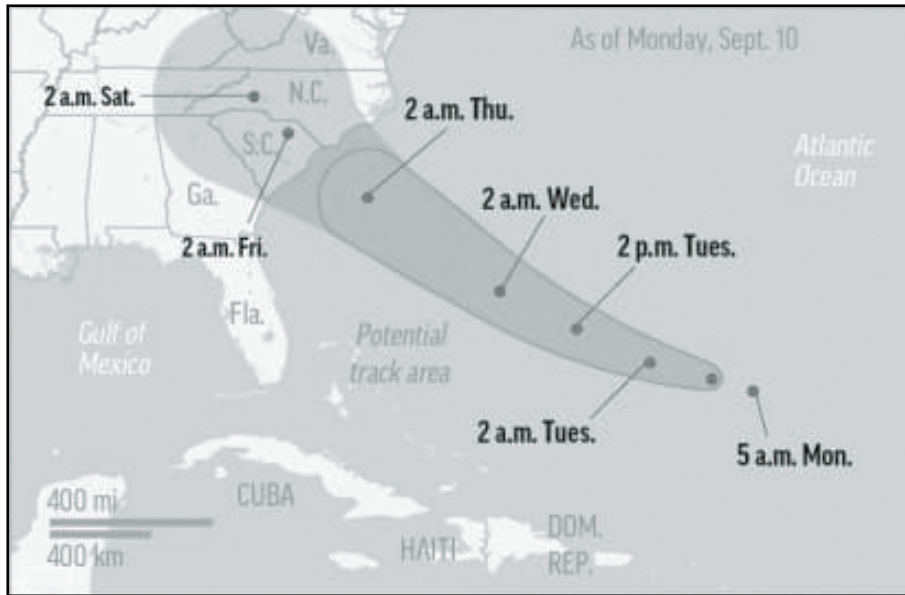 Va.
As of Monday, Sept. 10
2 a.m. Sat.
N.C.
2 a.m. Thu.
S.C.
Atlantic
Ocean
Ga.
2 a.m. Wed.
2 a.m. Fri.
2 p.m. Tues.
Fla.
Gulf of
Mexico
Potential
track area
2 a.m. Tues.
5 a.m. Mon.
400 mi
400 km
CUBA
HAITI
DOM.
REP.